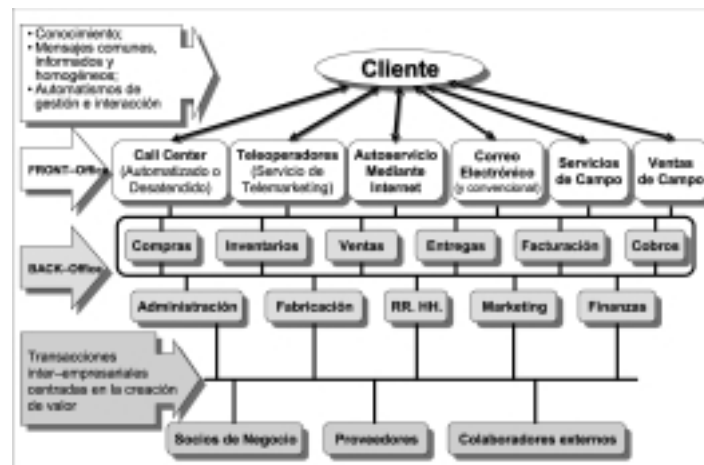 • Conocimiento;
• Mensajes comunes,
informados y
homogéneos;
• Automatismos de
gestión e interacción
Cliente
FRONT-Office
Call Center
(Automatizado o
Desatendido)
Teleoperadores
(Servicio de
Telemarketing)
Autoservicio
Mediante
Internet
Correo
Electrónico
(y convencional)
Servicios
de Campo
Ventas
de Campo
BACK-Office
Compras
Inventarios
Ventas
Entregas
Facturación
Cobros
Administración
Fabricación
RR. HH.
Marketing
Finanzas
Transacciones
inter-empresariales
centradas en la creación
de valor
Socios de Negocio
Proveedores
Colaboradores externos